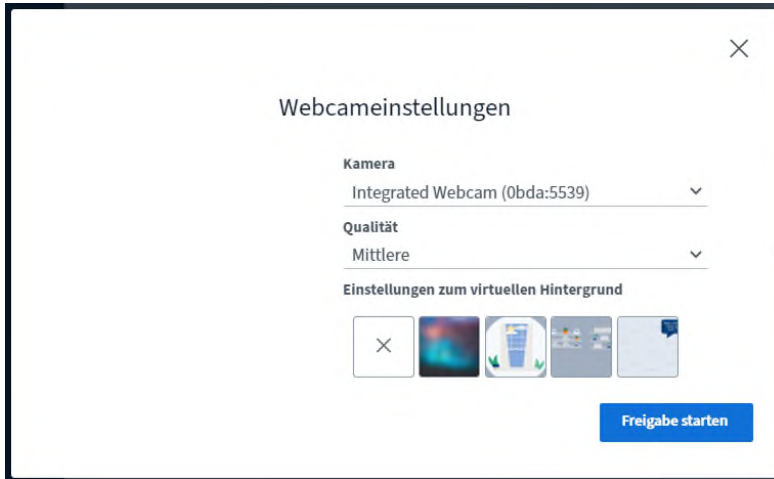 Webcameinstellungen
Kamera
Integrated Webcam (0bda:5539)
Qualität
Mittlere
Einstellungen zum virtuellen Hintergrund
Freigabe starten